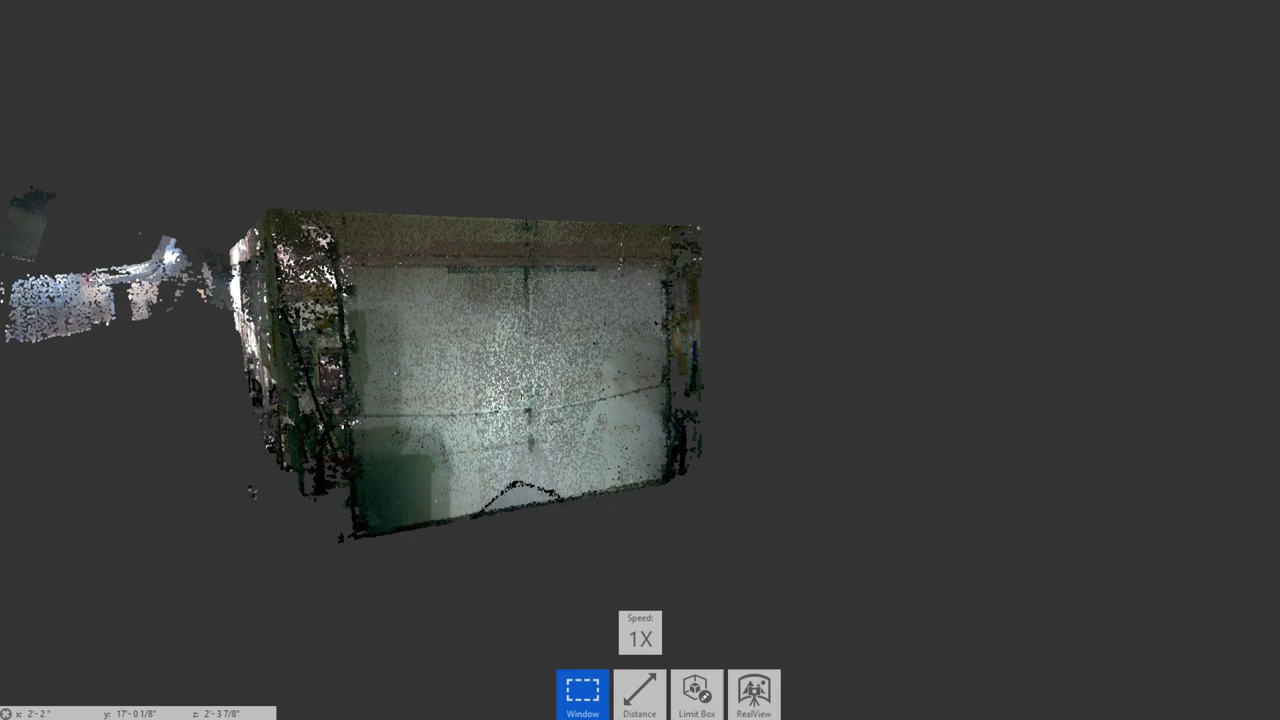 Speed:
1X
Window
Distance
Limit Box
RealView
x: 2'- 2 " y: 17'- 0 1/8" z: 2'- 3 7/8"